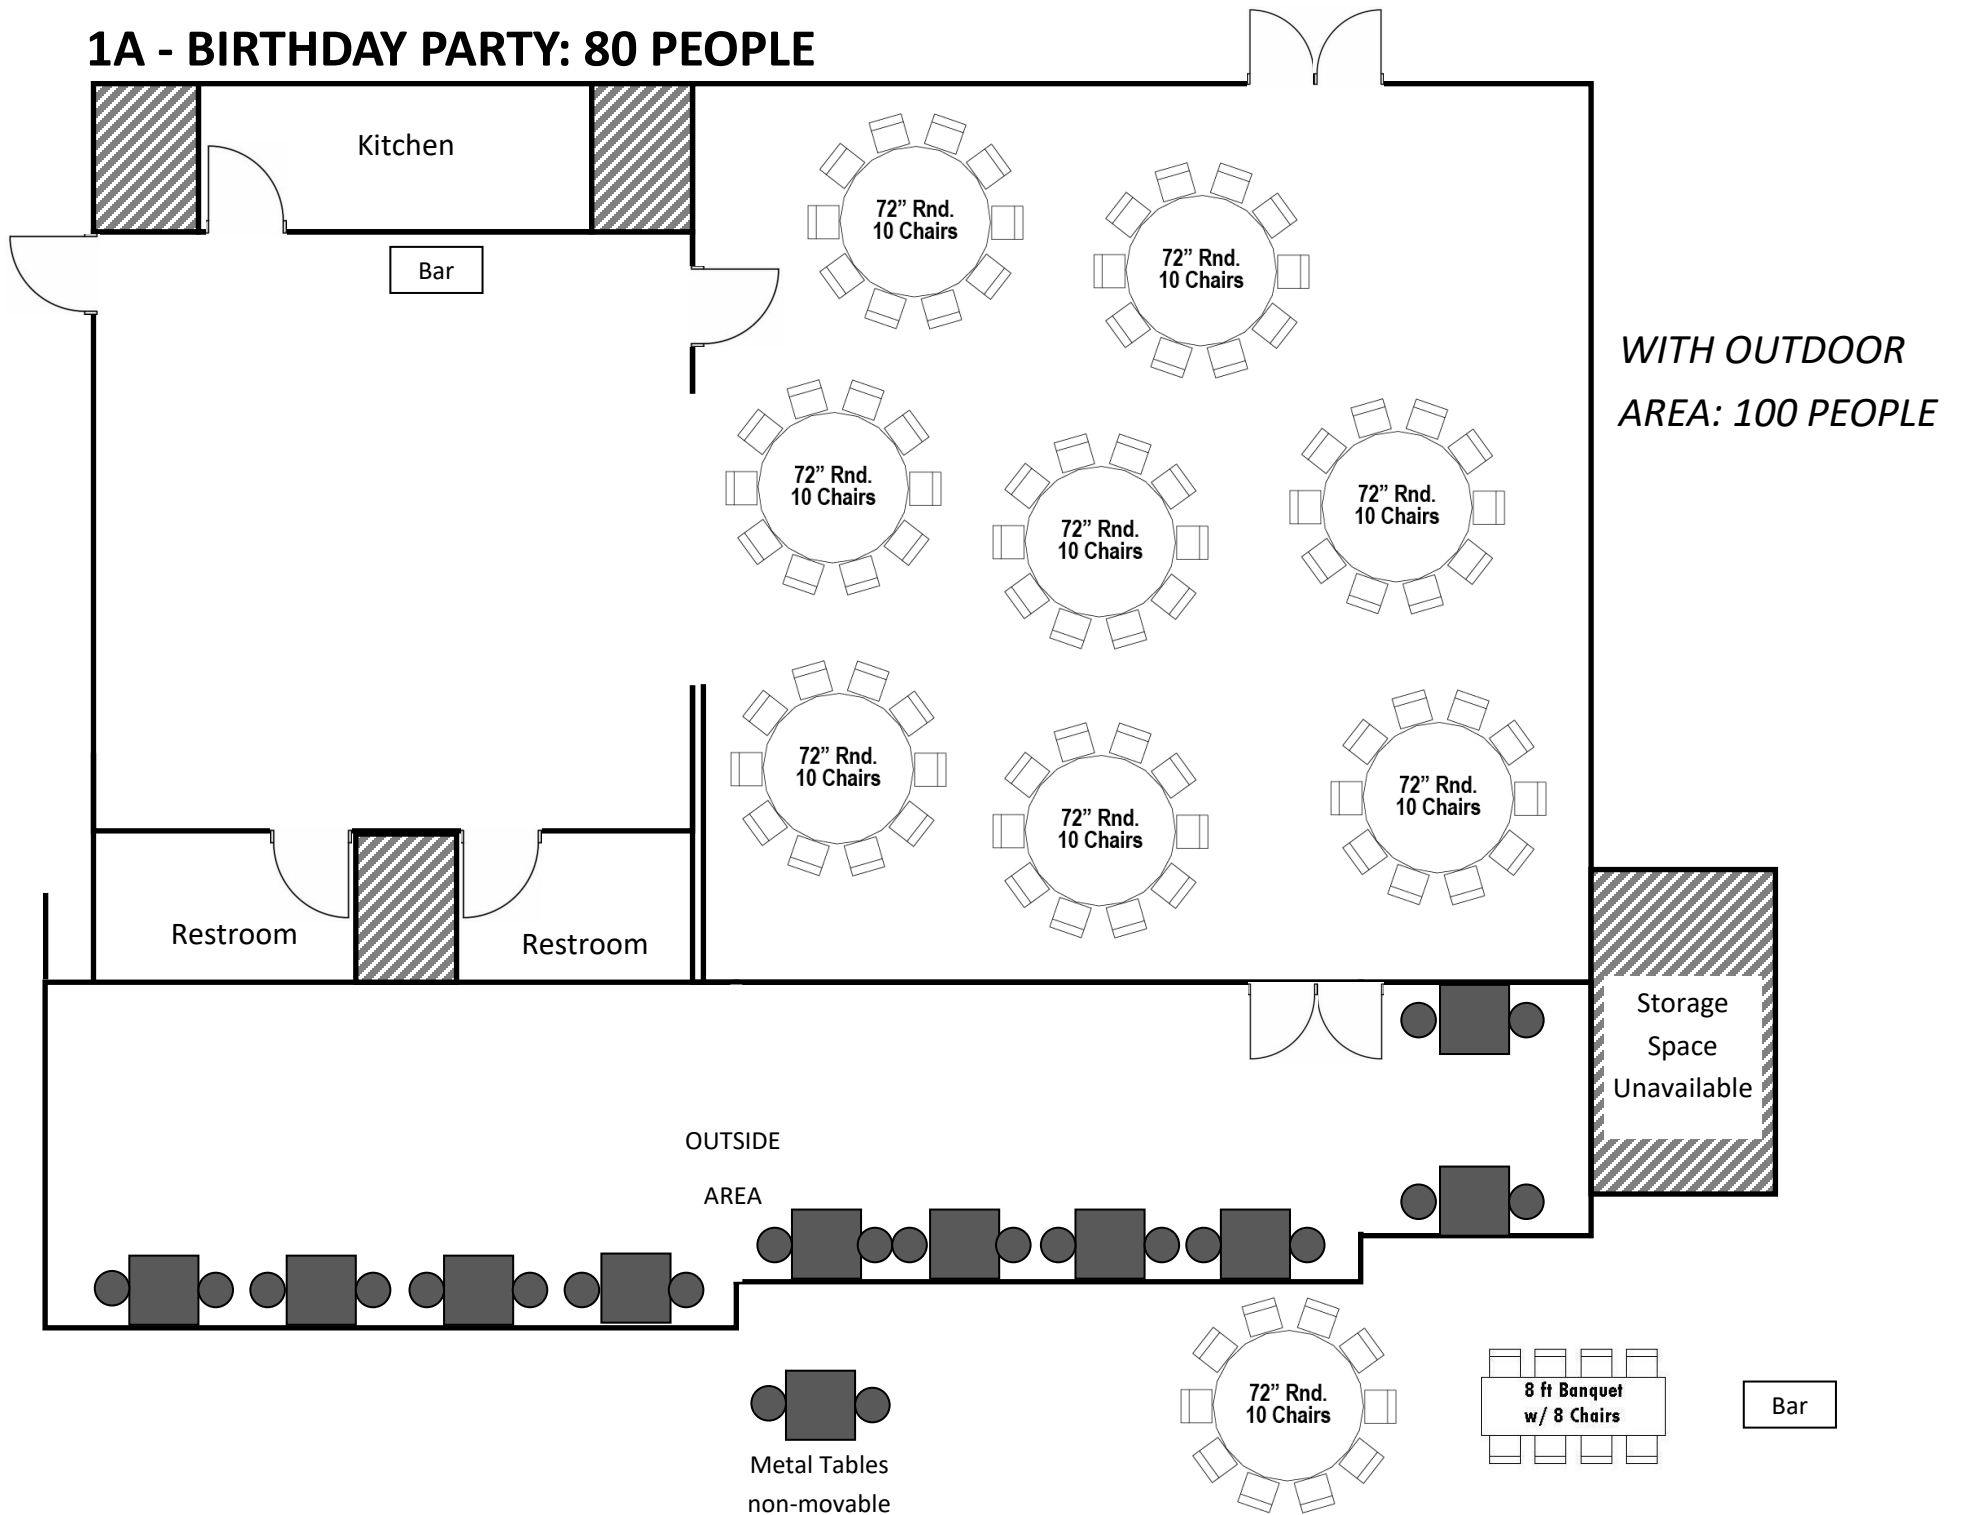 1A - BIRTHDAY PARTY: 80 PEOPLE
Kitchen
Bar
72” Rnd.
10 Chairs
72” Rnd.
10 Chairs
WITH OUTDOOR
AREA: 100 PEOPLE
72” Rnd.
10 Chairs
72” Rnd.
10 Chairs
72” Rnd.
10 Chairs
72” Rnd.
10 Chairs
72” Rnd.
10 Chairs
72” Rnd.
10 Chairs
Restroom
Restroom
Storage
Space
Unavailable
OUTSIDE
AREA
72” Rnd.
10 Chairs
8 ft Banquet
w/ 8 Chairs
Bar
Metal Tables
non-movable